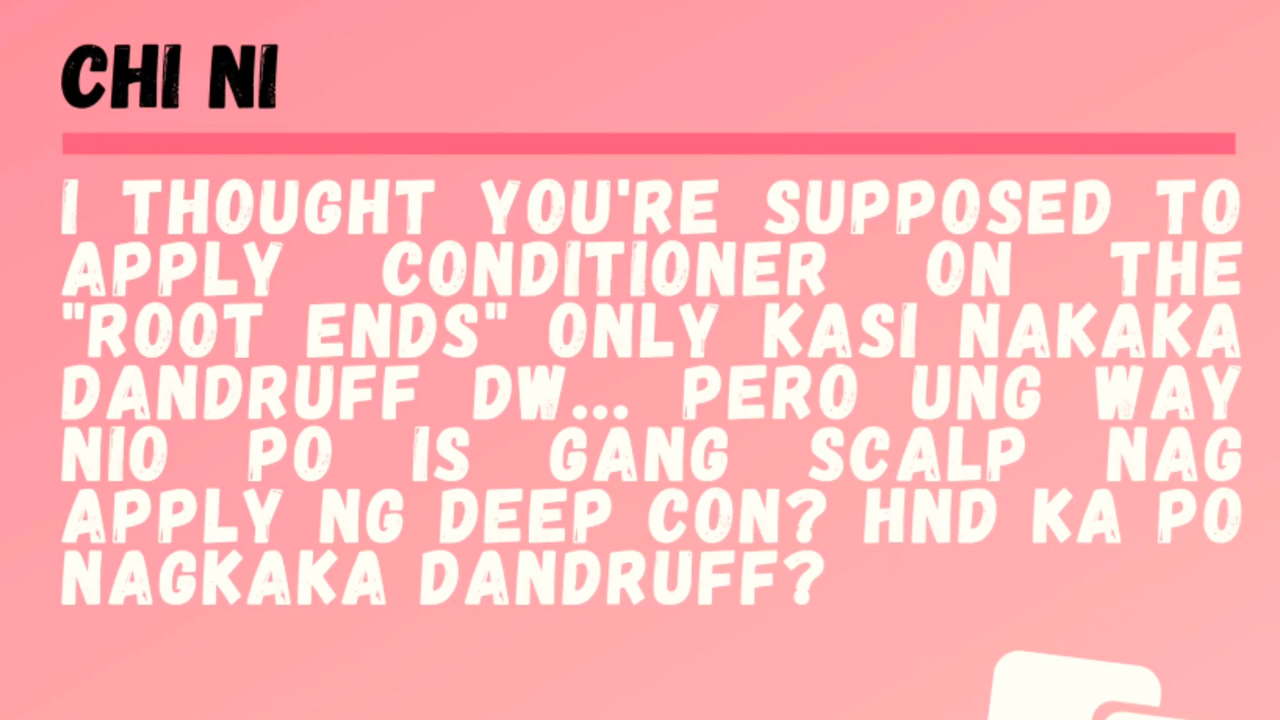 CHI NI
I THOUGHT YOU'RE SUPPOSED TO
APPLY CONDITIONER ON THE
"ROOT ENDS" ONLY KASI NAKAKA
DANDRUFF DW... PERO UNG WAY
NIO PO IS GANG SCALP NAG
APPLY NG DEEP CON? HND KA PO
NAGKAKA DANDRUFF?